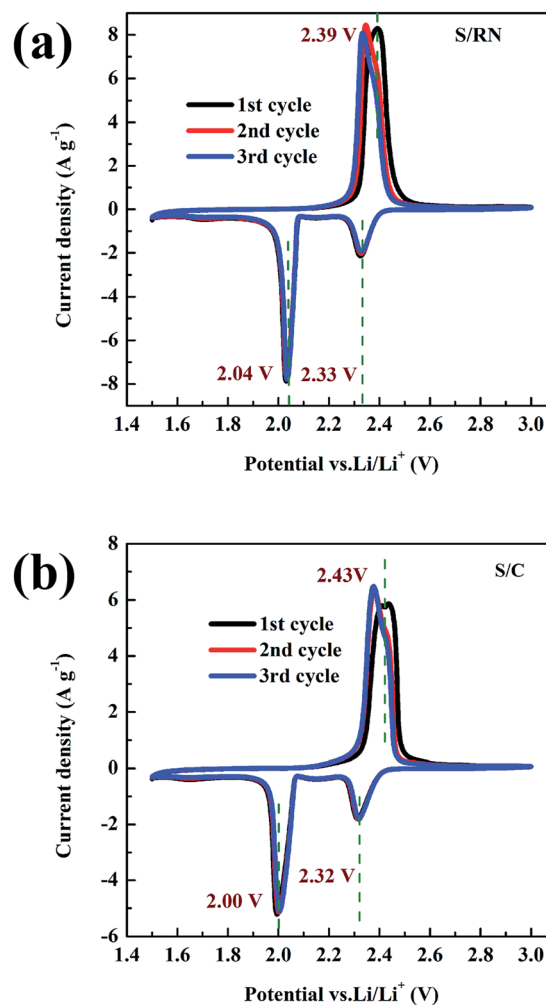 (a)
S/RN
2.39 V
1st cycle
2nd cycle
3rd cycle
2.04 V
2.33 V
Current density (A g⁻¹)
8
6
4
2
0
-2
-4
-6
-8
1.4 1.6 1.8 2.0 2.2 2.4 2.6 2.8 3.0
Potential vs.Li/Li⁺ (V)
(b)
S/C
2.43V
1st cycle
2nd cycle
3rd cycle
2.00 V
2.32 V
Current density (A g⁻¹)
8
6
4
2
0
-2
-4
-6
1.4 1.6 1.8 2.0 2.2 2.4 2.6 2.8 3.0
Potential vs.Li/Li⁺ (V)